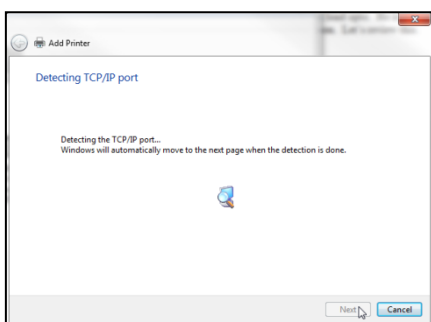 Add Printer
Detecting TCP/IP port
Detecting the TCP/IP port...
Windows will automatically move to the next page when the detection is done.
Next
Cancel